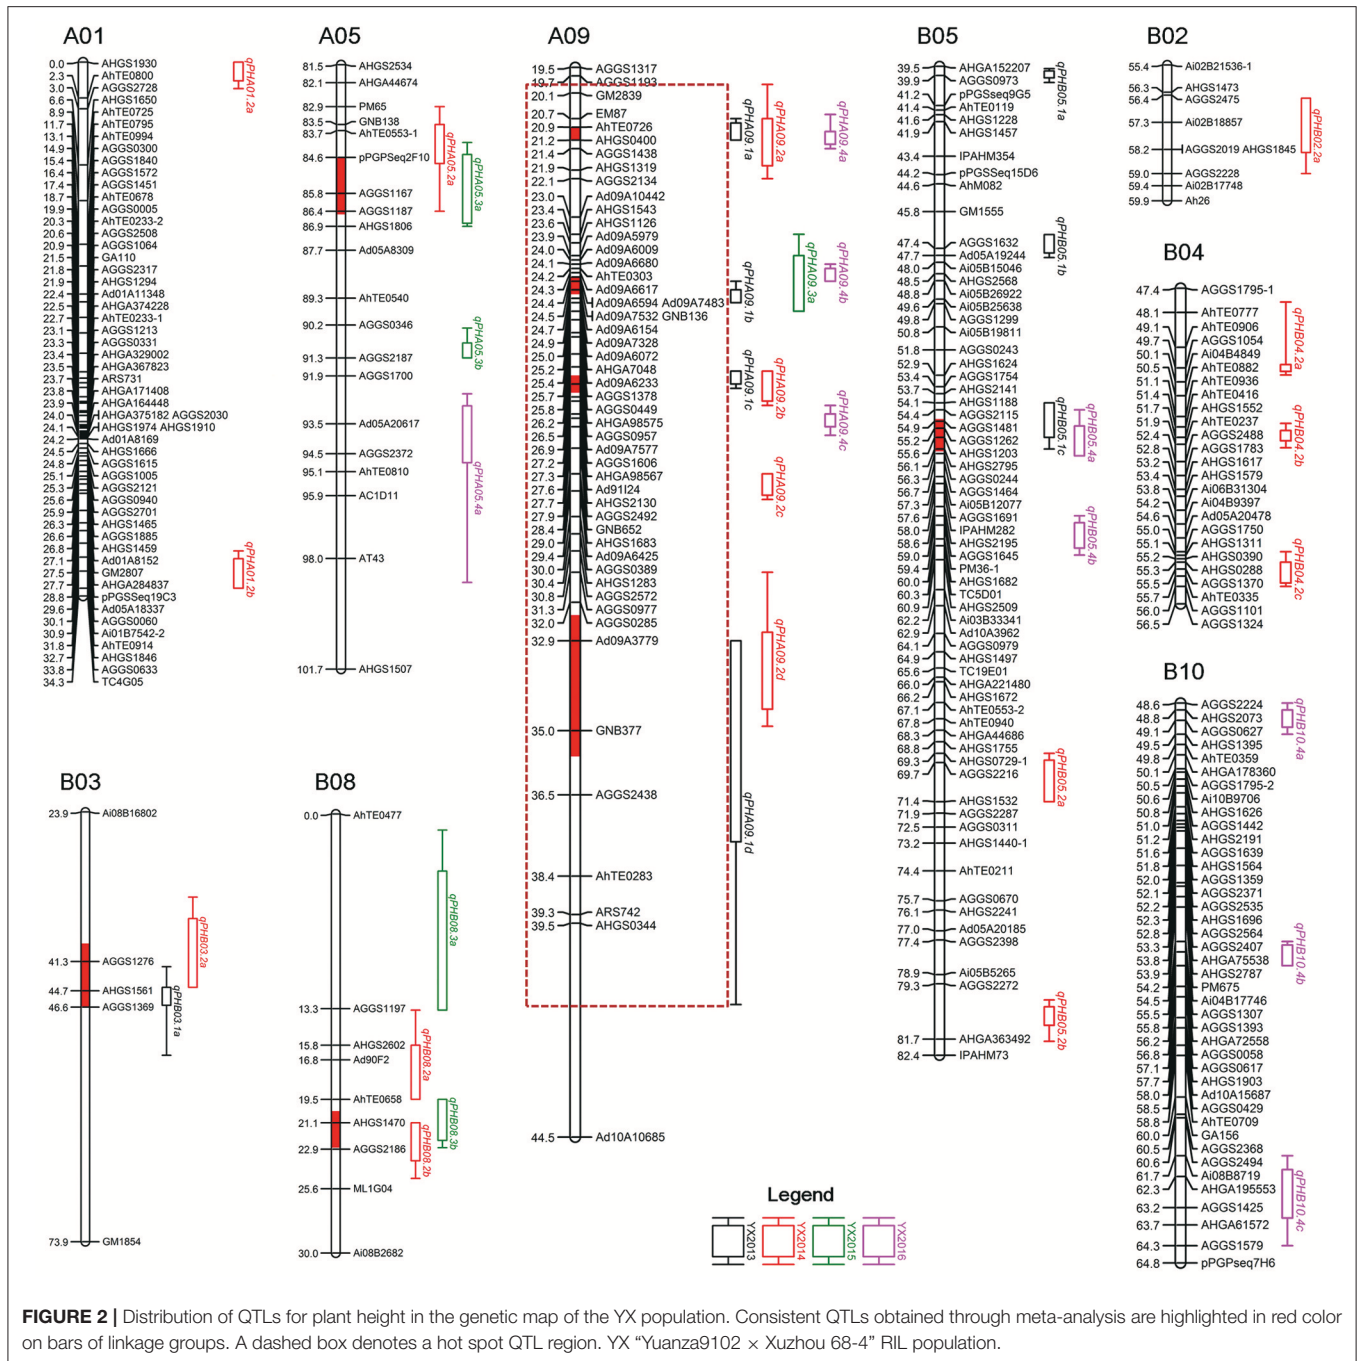 A01
0.0 AHGS1930
2.3 AhTE0800
3.0 AGGS2728
6.6 AHGS1650
8.9 AhTE0725
11.7 AhTE0795
13.1 AhTE0994
14.9 AGGS0300
15.4 AGGS1840
16.4 AGGS1572
17.4 AGGS1451
18.7 AhTE0678
19.9 AGGS0005
20.3 AhTE0233-2
20.6 AGGS2508
20.9 AGGS1064
21.5 GA110
21.8 AGGS2317
21.9 AHGS1294
22.4 Ad01A11348
22.5 AHGA374228
22.7 AhTE0233-1
23.1 AGGS1213
23.3 AGGS0331
23.4 AHGA329002
23.5 AHGA367823
23.7 ARS731
23.8 AHGA171408
23.9 AHGA164448
24.0 AHGA375182 AGGS2030
24.1 AHGS1974 AHGS1910
24.2 Ad01A8169
24.5 AHGS1666
24.8 AGGS1615
25.1 AGGS1005
25.3 AGGS2121
25.6 AGGS0940
25.9 AGGS2701
26.3 AHGS1465
26.6 AGGS1885
26.8 AHGS1459
27.1 Ad01A8152
27.5 GM2807
27.7 AHGA284837
28.8 pPGSSeq19C3
29.6 Ad05A18337
30.1 AGGS0060
30.9 Ai01B7542-2
31.8 AhTE0914
32.7 AHGS1846
33.8 AGGS0633
34.3 TC4G05
qPHA01.2a
qPHA01.2b
A05
81.5 AHGS2534
82.1 AHGA44674
82.9 PM65
83.5 GNB138
83.7 AhTE0553-1
84.6 pPGPSeq2F10
85.8 AGGS1167
86.4 AGGS1187
86.9 AHGS1806
87.7 Ad05A8309
89.3 AhTE0540
90.2 AGGS0346
91.3 AGGS2187
91.9 AGGS1700
93.5 Ad05A20617
94.5 AGGS2372
95.1 AhTE0810
95.9 AC1D11
98.0 AT43
101.7 AHGS1507
qPHA05.2a
qPHA05.3a
qPHA05.3b
qPHA05.4a
A09
19.5 AGGS1317
19.7 AGGS1193
20.1 GM2839
20.7 EM87
20.9 AhTE0726
21.2 AHGS0400
21.4 AGGS1438
21.9 AHGS1319
22.1 AGGS2134
23.0 Ad09A10442
23.4 AHGS1543
23.6 AHGS1126
23.9 Ad09A5979
24.0 Ad09A6009
24.1 Ad09A6680
24.2 AhTE0303
24.3 Ad09A6617
24.4 Ad09A6594 Ad09A7483
24.5 Ad09A7532 GNB136
24.7 Ad09A6154
24.9 Ad09A7328
25.0 Ad09A6072
25.2 AHGA7048
25.4 Ad09A6233
25.7 AGGS1378
25.8 AGGS0449
26.2 AHGA98575
26.5 AGGS0957
26.9 Ad09A7577
27.2 AGGS1606
27.3 AHGA98567
27.6 Ad91I24
27.7 AHGS2130
27.9 AGGS2492
28.4 GNB652
29.0 AHGS1683
29.4 Ad09A6425
30.0 AGGS0389
30.4 AHGS1283
30.8 AGGS2572
31.3 AGGS0977
32.0 AGGS0285
32.9 Ad09A3779
35.0 GNB377
36.5 AGGS2438
38.4 AhTE0283
39.3 ARS742
39.5 AHGS0344
44.5 Ad10A10685
qPHA09.1a
qPHA09.2a
qPHA09.4a
qPHA09.1b
qPHA09.3a
qPHA09.4b
qPHA09.1c
qPHA09.2b
qPHA09.4c
qPHA09.2c
qPHA09.2d
qPHA09.1d
B05
39.5 AHGA152207
39.9 AGGS0973
41.2 pPGSseq9G5
41.4 AhTE0119
41.6 AHGS1228
41.9 AHGS1457
43.4 IPAHM354
44.2 pPGSSeq15D6
44.6 AhM082
45.8 GM1555
47.4 AGGS1632
47.7 Ad05A19244
48.0 Ai05B15046
48.5 AHGS2568
48.8 Ai05B26922
49.6 Ai05B25638
49.8 AGGS1299
50.8 Ai05B19811
51.8 AGGS0243
52.9 AHGS1624
53.4 AGGS1754
53.7 AHGS2141
54.1 AHGS1188
54.4 AGGS2115
54.9 AGGS1481
55.2 AGGS1262
55.6 AHGS1203
56.1 AHGS2795
56.3 AGGS0244
56.7 AGGS1464
57.3 Ai05B12077
57.6 AGGS1691
58.0 IPAHM282
58.6 AHGS2195
59.0 AGGS1645
59.4 PM36-1
60.0 AHGS1682
60.3 TC5D01
60.9 AHGS2509
62.2 Ai03B33341
62.9 Ad10A3962
64.1 AGGS0979
64.9 AHGS1497
65.6 TC19E01
66.0 AHGA221480
66.2 AHGS1672
67.1 AhTE0553-2
67.8 AhTE0940
68.3 AHGA44686
68.8 AHGS1755
69.3 AHGS0729-1
69.7 AGGS2216
71.4 AHGS1532
71.9 AGGS2287
72.5 AGGS0311
73.2 AHGS1440-1
74.4 AhTE0211
75.7 AGGS0670
76.1 AHGS2241
77.0 Ad05A20185
77.4 AGGS2398
78.9 Ai05B5265
79.3 AGGS2272
81.7 AHGA363492
82.4 IPAHM73
qPHB05.1a
qPHB05.1b
qPHB05.1c
qPHB05.4a
qPHB05.4b
qPHB05.2a
qPHB05.2b
B02
55.4 Ai02B21536-1
56.3 AHGS1473
56.4 AGGS2475
57.3 Ai02B18857
58.2 AGGS2019 AHGS1845
59.0 AGGS2228
59.4 Ai02B17748
59.9 Ah26
qPHB02.2a
B04
47.4 AGGS1795-1
48.1 AhTE0777
49.1 AhTE0906
49.7 AGGS1054
50.1 Ai04B4849
50.5 AhTE0882
51.1 AhTE0936
51.4 AhTE0416
51.7 AHGS1552
51.9 AhTE0237
52.4 AGGS2488
52.8 AGGS1783
53.2 AHGS1617
53.4 AHGS1579
53.8 Ai06B31304
54.2 Ai04B9397
54.6 Ad05A20478
55.0 AGGS1750
55.1 AHGS1311
55.2 AHGS0390
55.3 AHGS0288
55.5 AGGS1370
55.7 AhTE0335
56.0 AGGS1101
56.5 AGGS1324
qPHB04.2a
qPHB04.2b
qPHB04.2c
B10
48.6 AGGS2224
48.8 AHGS2073
49.1 AGGS0627
49.5 AHGS1395
49.8 AhTE0359
50.1 AHGA178360
50.5 AGGS1795-2
50.6 Ai10B9706
50.8 AHGS1626
51.0 AGGS1442
51.2 AHGS2191
51.6 AGGS1639
51.8 AHGS1564
52.0 AGGS1359
52.1 AGGS2371
52.2 AGGS2535
52.3 AHGS1696
52.8 AGGS2564
53.3 AGGS2407
53.8 AHGA75538
53.9 AHGS2787
54.2 PM675
54.5 Ai04B17746
55.5 AGGS1307
55.8 AGGS1393
56.2 AHGA72558
56.8 AGGS0058
57.1 AGGS0617
57.7 AHGS1903
58.0 Ad10A15687
58.5 AGGS0429
58.8 AhTE0709
60.0 GA156
60.5 AGGS2368
60.6 AGGS2494
61.7 Ai08B8719
62.3 AHGA195553
63.2 AGGS1425
63.7 AHGA61572
64.3 AGGS1579
64.8 pPGPseq7H6
qPHB10.4a
qPHB10.4b
qPHB10.4c
B03
23.9 Ai08B16802
41.3 AGGS1276
44.7 AHGS1561
46.6 AGGS1369
73.9 GM1854
qPHB03.2a
qPHB03.1a
B08
0.0 AhTE0477
13.3 AGGS1197
15.8 AHGS2602
16.8 Ad90F2
19.5 AhTE0658
21.1 AHGS1470
22.9 AGGS2186
25.6 ML1G04
30.0 Ai08B2682
qPHB08.3a
qPHB08.2a
qPHB08.3b
qPHB08.2b
Legend
YX2013
YX2014
YX2015
YX2016
FIGURE 2 | Distribution of QTLs for plant height in the genetic map of the YX population. Consistent QTLs obtained through meta-analysis are highlighted in red color
on bars of linkage groups. A dashed box denotes a hot spot QTL region. YX “Yuanza9102 × Xuzhou 68-4” RIL population.